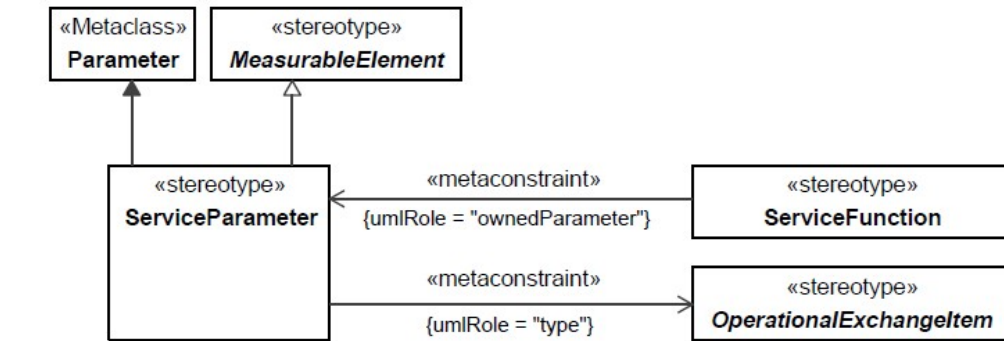 «Metaclass»
Parameter
«stereotype»
MeasurableElement
«stereotype»
ServiceParameter
«metaconstraint»
{umlRole = "ownedParameter"}
«stereotype»
ServiceFunction
«metaconstraint»
{umlRole = "type"}
«stereotype»
OperationalExchangeItem